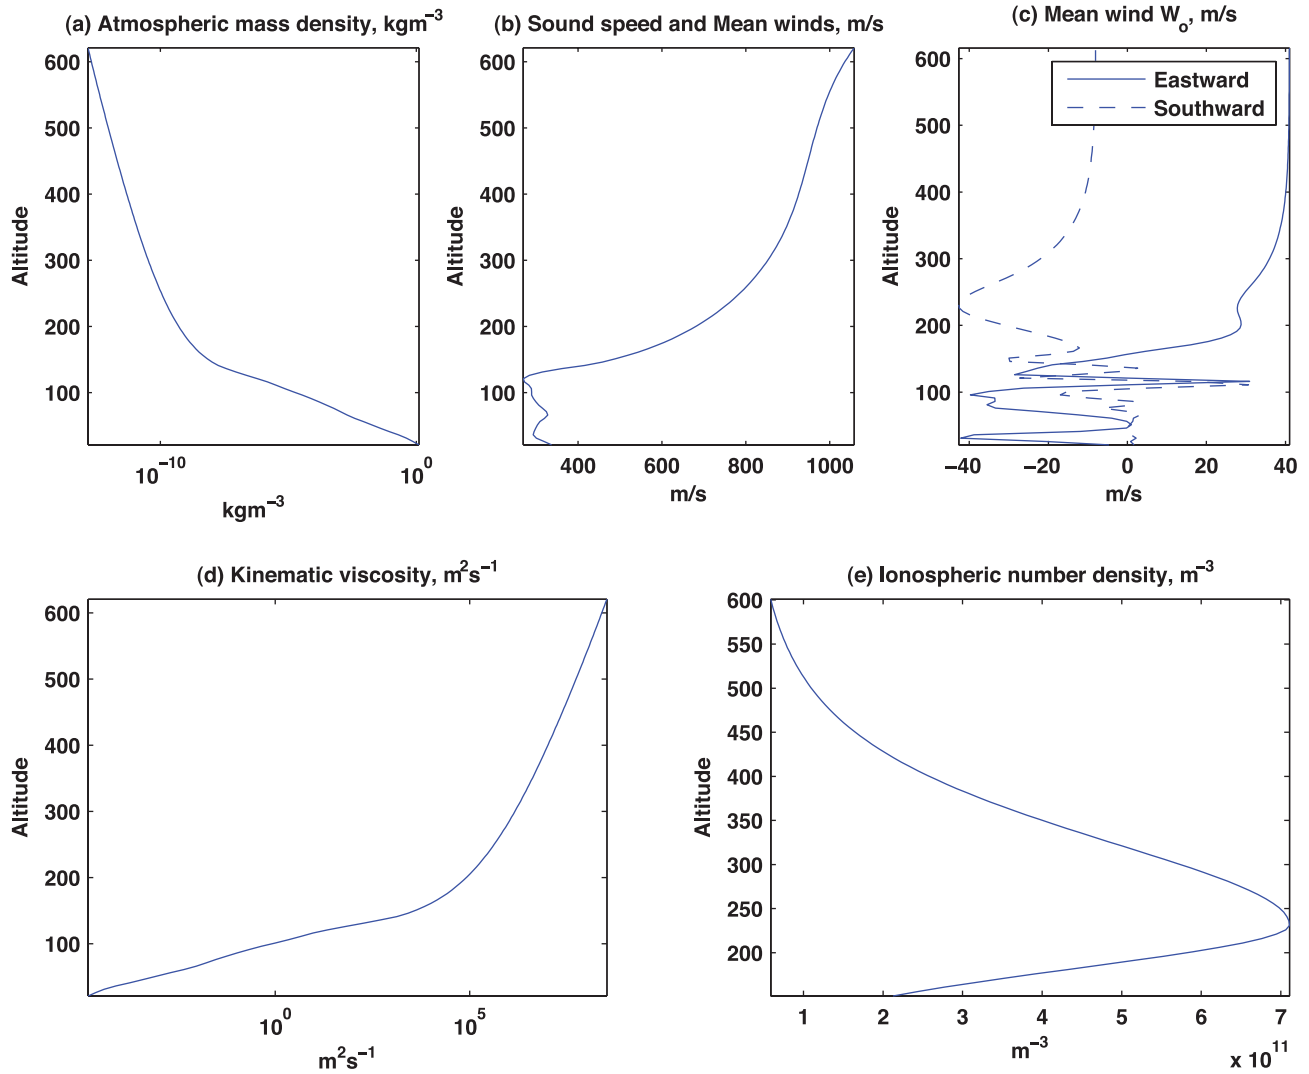 (a) Atmospheric mass density, kgm⁻³
600
500
400
300
200
100
Altitude
10⁻¹⁰
10⁰
kgm⁻³
(b) Sound speed and Mean winds, m/s
600
500
400
300
200
100
Altitude
400
600
800
1000
m/s
(c) Mean wind Wₒ, m/s
600
500
400
300
200
100
Altitude
Eastward
Southward
−40
−20
0
20
40
m/s
(d) Kinematic viscosity, m²s⁻¹
600
500
400
300
200
100
Altitude
10⁰
10⁵
m²s⁻¹
(e) Ionospheric number density, m⁻³
600
550
500
450
400
350
300
250
200
Altitude
1
2
3
4
5
6
7
m⁻³
x 10¹¹